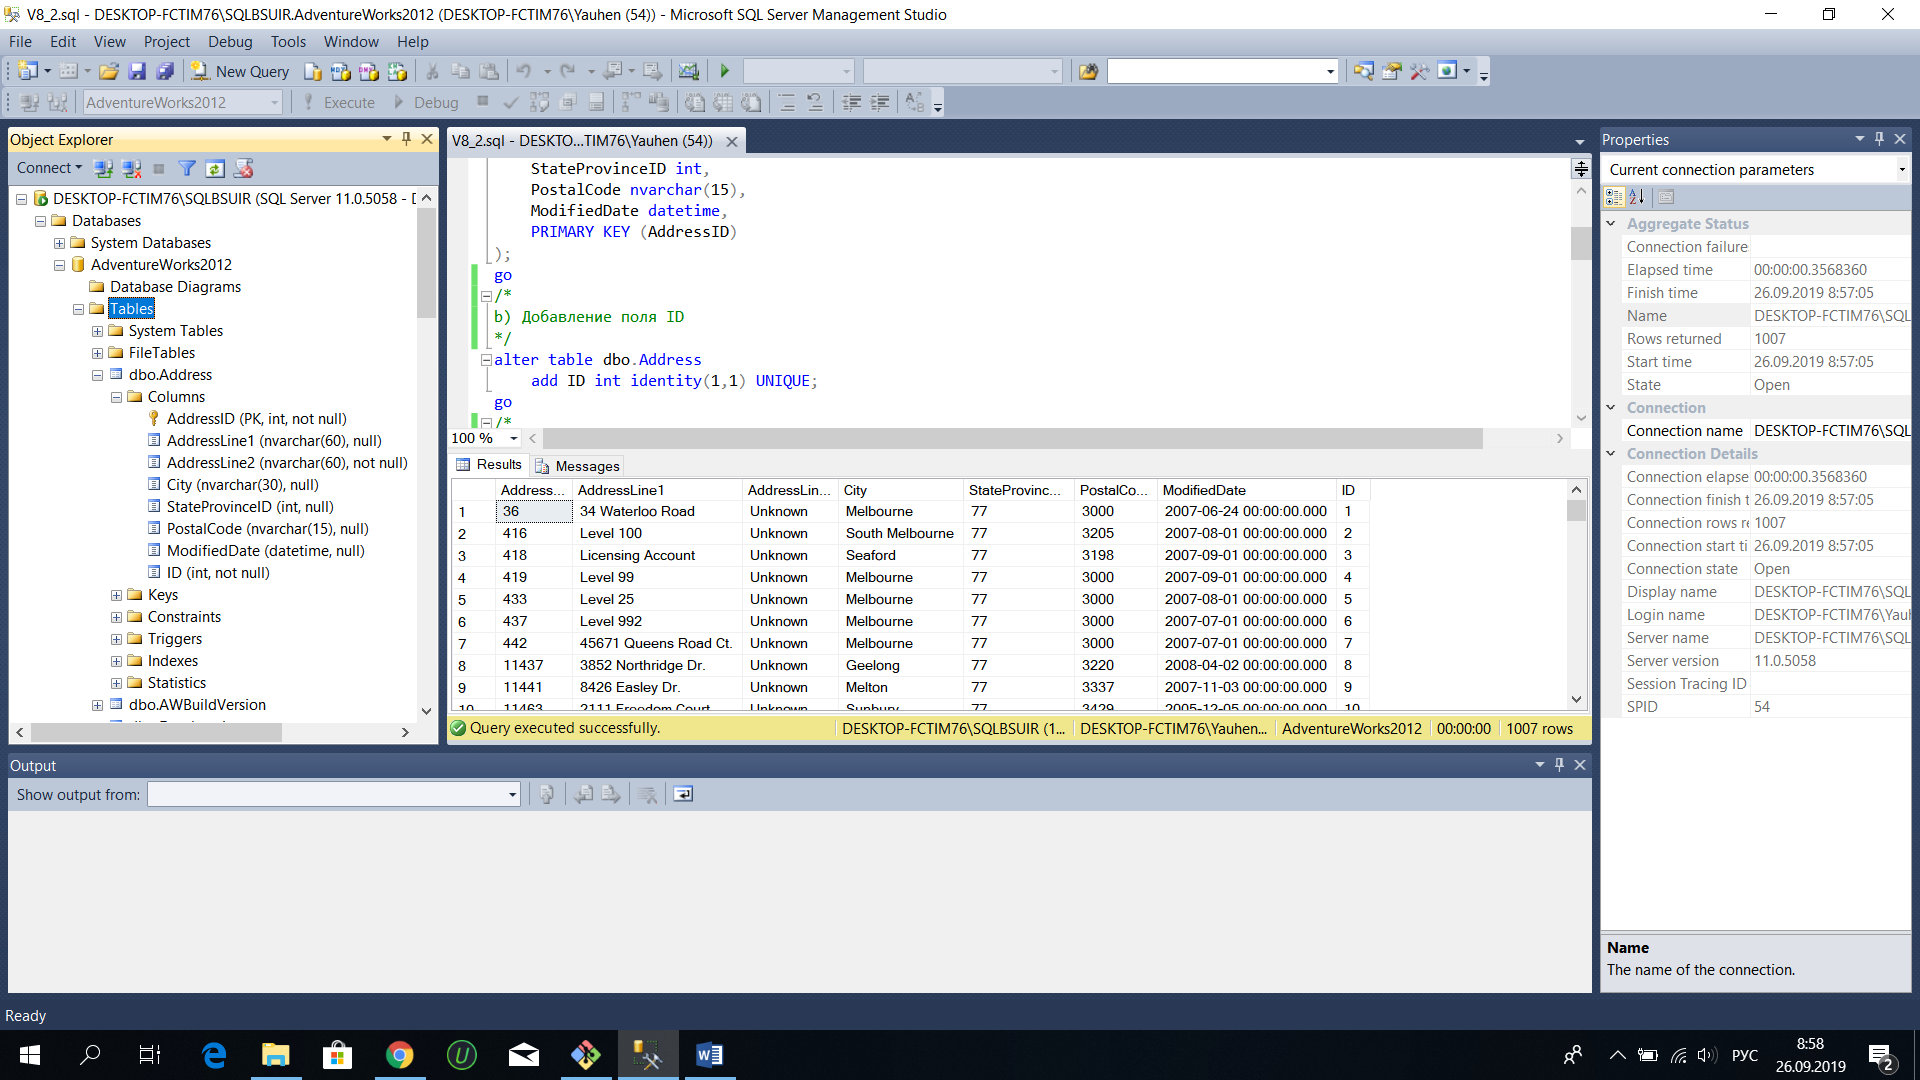 V8_2.sql - DESKTOP-FCTIM76\SQLBSUIR.AdventureWorks2012 (DESKTOP-FCTIM76\Yauhen (54)) - Microsoft SQL Server Management Studio
File Edit View Project Debug Tools Window Help
New Query
AdventureWorks2012 Execute Debug
Object Explorer
Connect
DESKTOP-FCTIM76\SQLBSUIR (SQL Server 11.0.5058 - D
Databases
System Databases
AdventureWorks2012
Database Diagrams
Tables
System Tables
FileTables
dbo.Address
Columns
AddressID (PK, int, not null)
AddressLine1 (nvarchar(60), null)
AddressLine2 (nvarchar(60), not null)
City (nvarchar(30), null)
StateProvinceID (int, null)
PostalCode (nvarchar(15), null)
ModifiedDate (datetime, null)
ID (int, not null)
Keys
Constraints
Triggers
Indexes
Statistics
dbo.AWBuildVersion
V8_2.sql - DESKTO...TIM76\Yauhen (54))
StateProvinceID int,
PostalCode nvarchar(15),
ModifiedDate datetime,
PRIMARY KEY (AddressID)
);
go
/*
b) Добавление поля ID
*/
alter table dbo.Address
add ID int identity(1,1) UNIQUE;
go
/*
100 %
Results Messages
Address... AddressLine1 AddressLin... City StateProvinc... PostalCo... ModifiedDate ID
1 36 34 Waterloo Road Unknown Melbourne 77 3000 2007-06-24 00:00:00.000 1
2 416 Level 100 Unknown South Melbourne 77 3205 2007-08-01 00:00:00.000 2
3 418 Licensing Account Unknown Seaford 77 3198 2007-09-01 00:00:00.000 3
4 419 Level 99 Unknown Melbourne 77 3000 2007-09-01 00:00:00.000 4
5 433 Level 25 Unknown Melbourne 77 3000 2007-08-01 00:00:00.000 5
6 437 Level 992 Unknown Melbourne 77 3000 2007-07-01 00:00:00.000 6
7 442 45671 Queens Road Ct. Unknown Melbourne 77 3000 2007-07-01 00:00:00.000 7
8 11437 3852 Northridge Dr. Unknown Geelong 77 3220 2008-04-02 00:00:00.000 8
9 11441 8426 Easley Dr. Unknown Melton 77 3337 2007-11-03 00:00:00.000 9
10 11463 2111 Freedom Court Unknown Sunbury 77 3429 2005-12-05 00:00:00.000 10
Query executed successfully. DESKTOP-FCTIM76\SQLBSUIR (1... DESKTOP-FCTIM76\Yauhen... AdventureWorks2012 00:00:00 1007 rows
Properties
Current connection parameters
Aggregate Status
Connection failure
Elapsed time 00:00:00.3568360
Finish time 26.09.2019 8:57:05
Name DESKTOP-FCTIM76\SQL
Rows returned 1007
Start time 26.09.2019 8:57:05
State Open
Connection
Connection name DESKTOP-FCTIM76\SQL
Connection Details
Connection elapse 00:00:00.3568360
Connection finish t 26.09.2019 8:57:05
Connection rows re 1007
Connection start ti 26.09.2019 8:57:05
Connection state Open
Display name DESKTOP-FCTIM76\SQL
Login name DESKTOP-FCTIM76\Yau
Server name DESKTOP-FCTIM76\SQL
Server version 11.0.5058
Session Tracing ID
SPID 54
Name
The name of the connection.
Output
Show output from:
Ready
РУС
8:58
26.09.2019
2